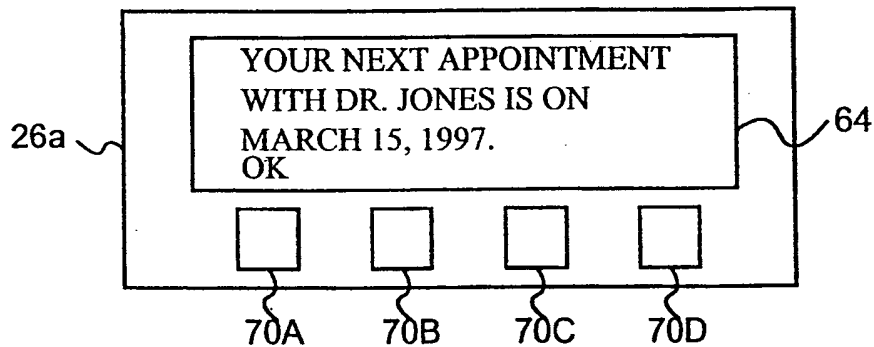 YOUR NEXT APPOINTMENT
WITH DR. JONES IS ON
MARCH 15, 1997.
OK
26a
64
70A 70B 70C 70D